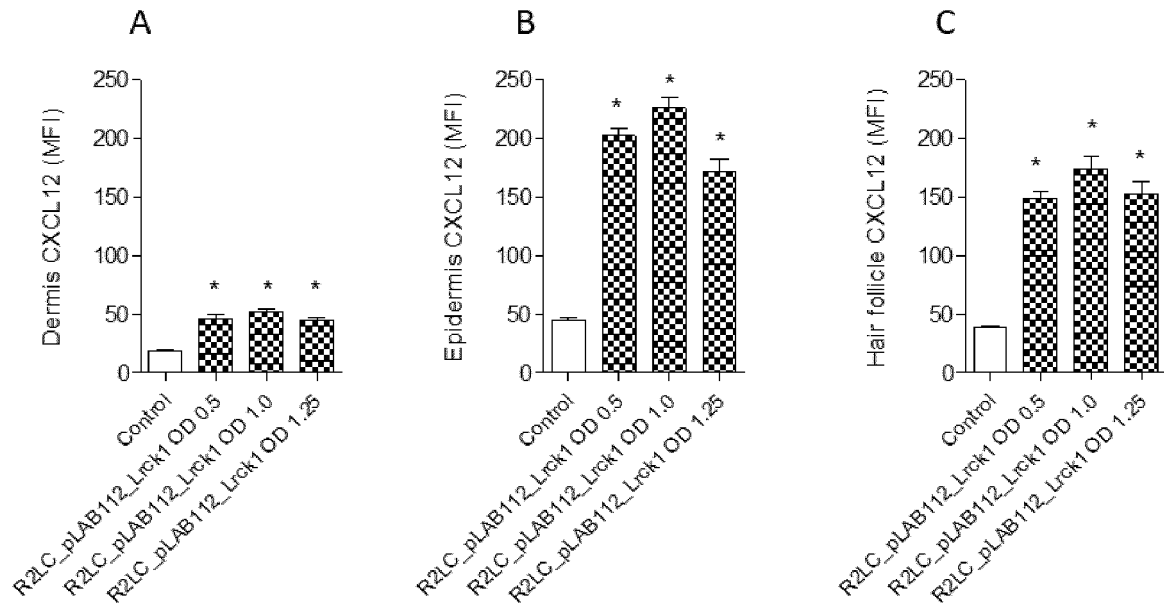 A
Dermis CXCL12 (MFI)
250
200
150
100
50
0
*
*
*
Control
R2LC_pLAB112_Lrck1 OD 0.5
R2LC_pLAB112_Lrck1 OD 1.0
R2LC_pLAB112_Lrck1 OD 1.25
B
Epidermis CXCL12 (MFI)
250
200
150
100
50
0
*
*
*
Control
R2LC_pLAB112_Lrck1 OD 0.5
R2LC_pLAB112_Lrck1 OD 1.0
R2LC_pLAB112_Lrck1 OD 1.25
C
Hair follicle CXCL12 (MFI)
250
200
150
100
50
0
*
*
*
Control
R2LC_pLAB112_Lrck1 OD 0.5
R2LC_pLAB112_Lrck1 OD 1.0
R2LC_pLAB112_Lrck1 OD 1.25